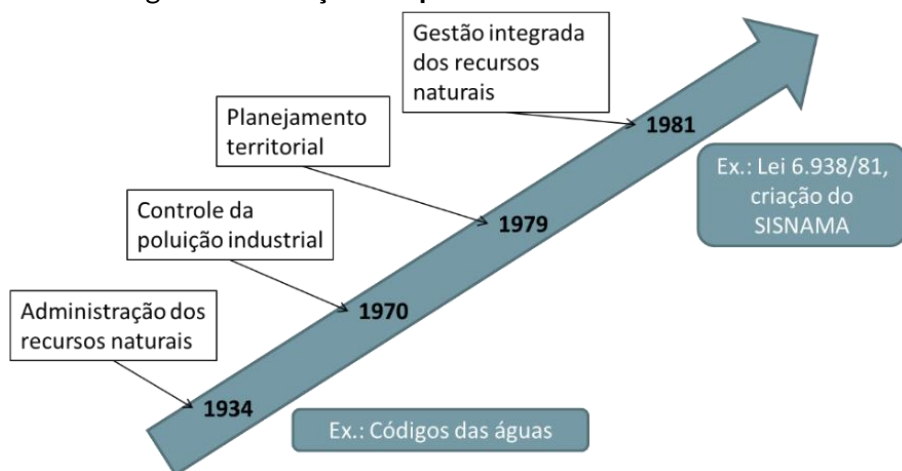 Gestão integrada
dos recursos
naturais
1981
Planejamento
territorial
Ex.: Lei 6.938/81,
criação do
SISNAMA
1979
Controle da
poluição industrial
1970
Administração dos
recursos naturais
1934
Ex.: Códigos das águas